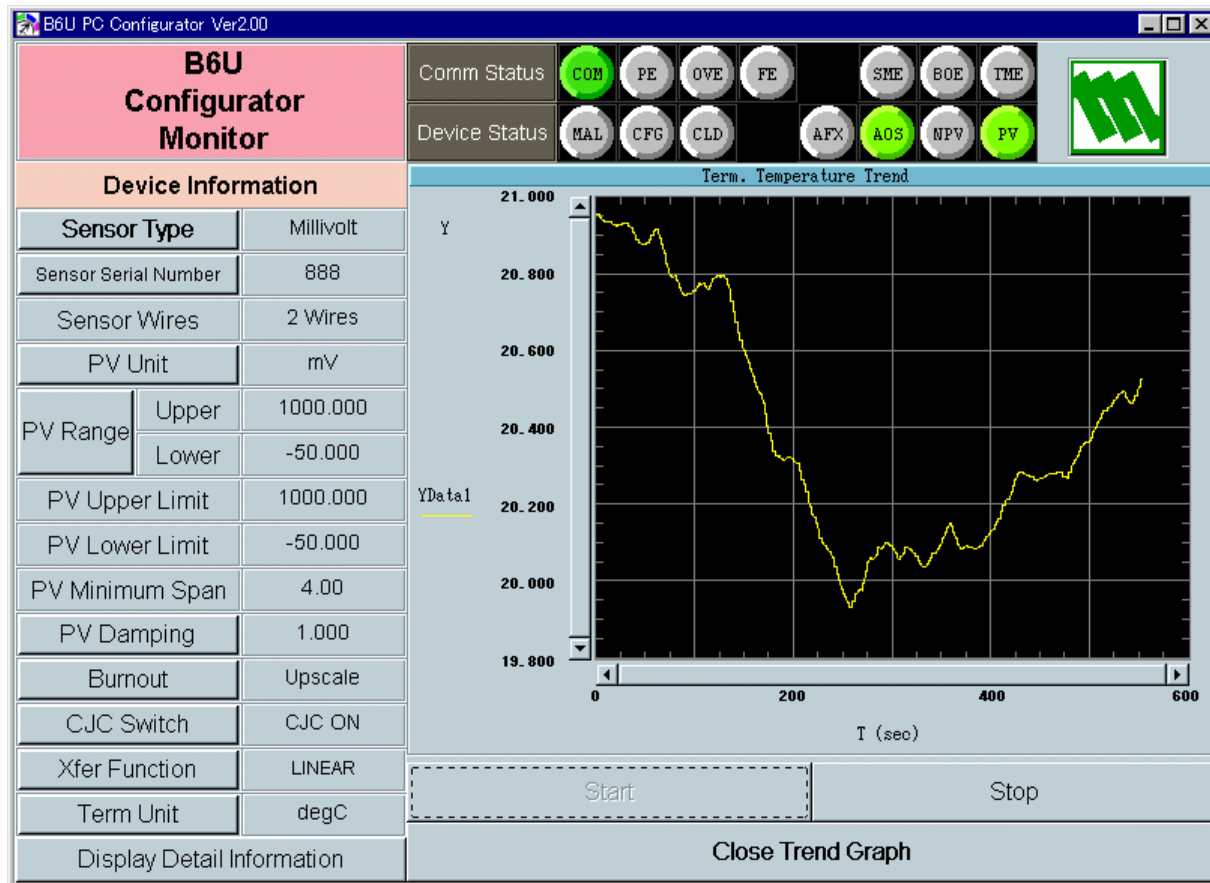 B6U PC Configurator Ver2.00
B6U
Configurator
Monitor
Comm Status COM PE OVE FE SME BOE TME
Device Status MAL CFG CLD AFX AOS NPV PV
Device Information
Sensor Type Millivolt
Sensor Serial Number 888
Sensor Wires 2 Wires
PV Unit mV
PV Range Upper 1000.000
Lower -50.000
PV Upper Limit 1000.000
PV Lower Limit -50.000
PV Minimum Span 4.00
PV Damping 1.000
Burnout Upscale
CJC Switch CJC ON
Xfer Function LINEAR
Term Unit degC
Display Detail Information
Term. Temperature Trend
Y
21.000
20.800
20.600
20.400
YData1
20.200
20.000
19.800
0 200 400 600
T (sec)
Start Stop
Close Trend Graph